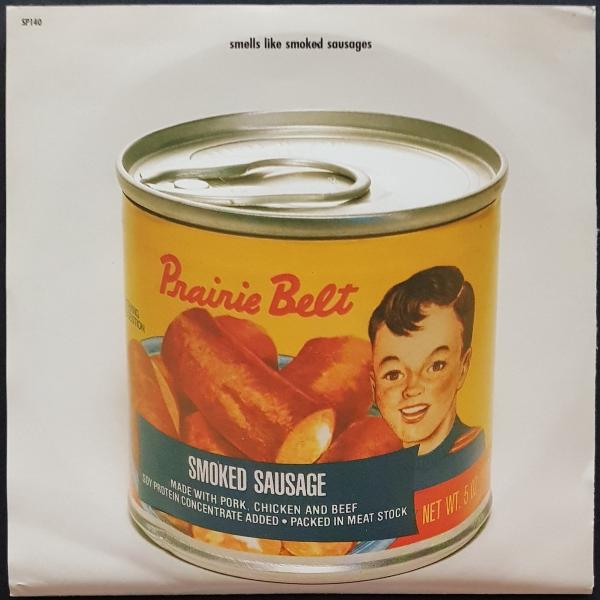 SP140
smells like smoked sausages
Prairie Belt
SMOKED SAUSAGE
MADE WITH PORK, CHICKEN AND BEEF
SOY PROTEIN CONCENTRATE ADDED • PACKED IN MEAT STOCK
NET WT. 5 OZ